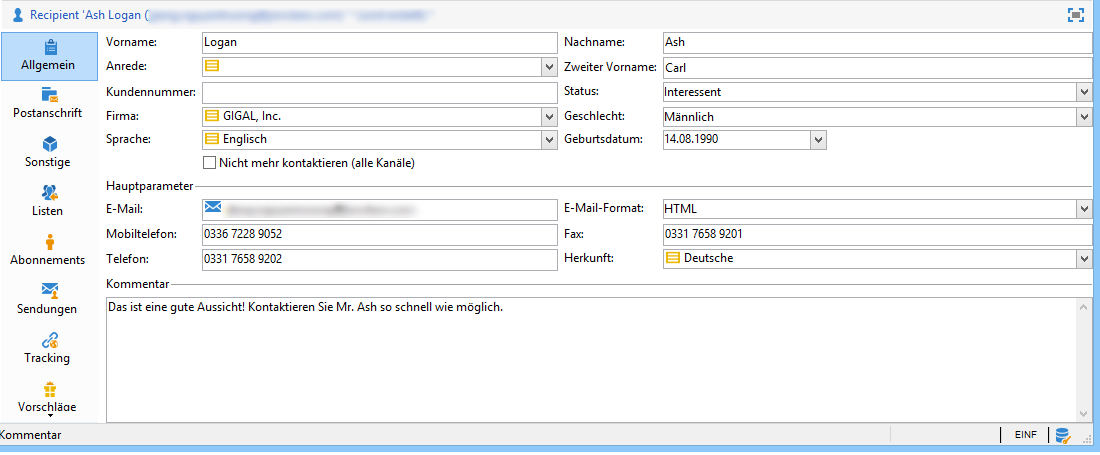 Recipient 'Ash Logan (
Allgemein
Postanschrift
Sonstige
Listen
Abonnements
Sendungen
Tracking
Vorschläge
Vorname: Logan Nachname: Ash
Anrede: Zweiter Vorname: Carl
Kundennummer: Status: Interessent
Firma: GIGAL, Inc. Geschlecht: Männlich
Sprache: Englisch Geburtsdatum: 14.08.1990
Nicht mehr kontaktieren (alle Kanäle)
Hauptparameter
E-Mail: E-Mail-Format: HTML
Mobiltelefon: 0336 7228 9052 Fax: 0331 7658 9201
Telefon: 0331 7658 9202 Herkunft: Deutsche
Kommentar
Das ist eine gute Aussicht! Kontaktieren Sie Mr. Ash so schnell wie möglich.
Kommentar EINF